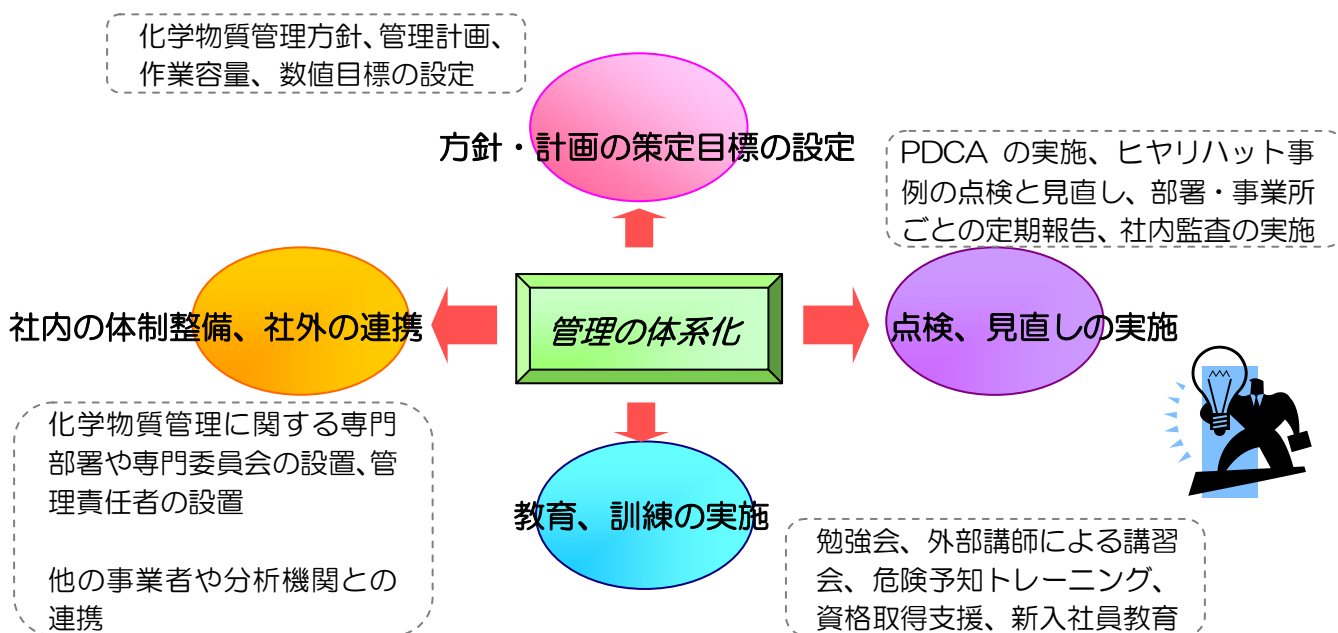 化学物質管理方針、管理計画、
作業容量、数値目標の設定
方針・計画の策定目標の設定
PDCA の実施、ヒヤリハット事
例の点検と見直し、部署・事業所
ごとの定期報告、社内監査の実施
社内の体制整備、社外の連携
管理の体系化
点検、見直しの実施
化学物質管理に関する専門
部署や専門委員会の設置、管
理責任者の設置
他の事業者や分析機関との
連携
教育、訓練の実施
勉強会、外部講師による講習
会、危険予知トレーニング、
資格取得支援、新入社員教育